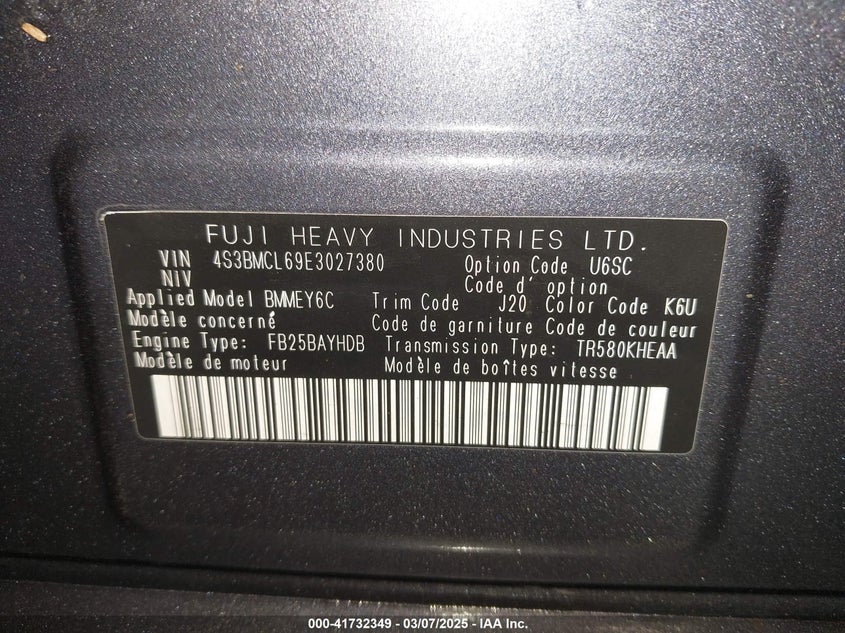 FUJI HEAVY INDUSTRIES LTD.
VIN 4S3BMCL69E3027380 Option Code U6SC
NIV Code d'option
Applied Model BMMEY6C Trim Code J20 Color Code K6U
Modèle concerné Code de garniture Code de couleur
Engine Type: FB25BAYHDB Transmission Type: TR580KHEAA
Modèle de moteur Modèle de boîtes vitesse
000-41732349 - 03/07/2025 - IAA Inc.